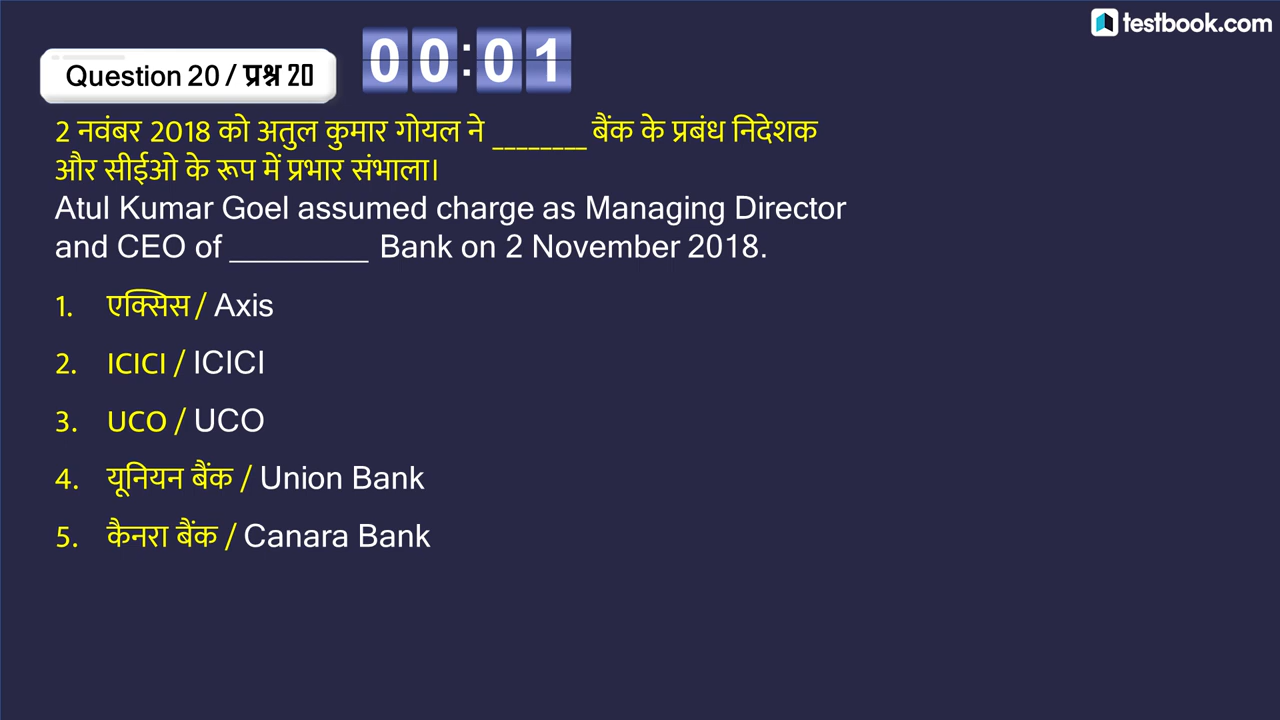 testbook.com
Question 20 / प्रश्न 20
00:01
2 नवंबर 2018 को अतुल कुमार गोयल ने ________ बैंक के प्रबंध निदेशक
और सीईओ के रूप में प्रभार संभाला।
Atul Kumar Goel assumed charge as Managing Director
and CEO of ________ Bank on 2 November 2018.
1. एक्सिस / Axis
2. ICICI / ICICI
3. UCO / UCO
4. यूनियन बैंक / Union Bank
5. कैनरा बैंक / Canara Bank